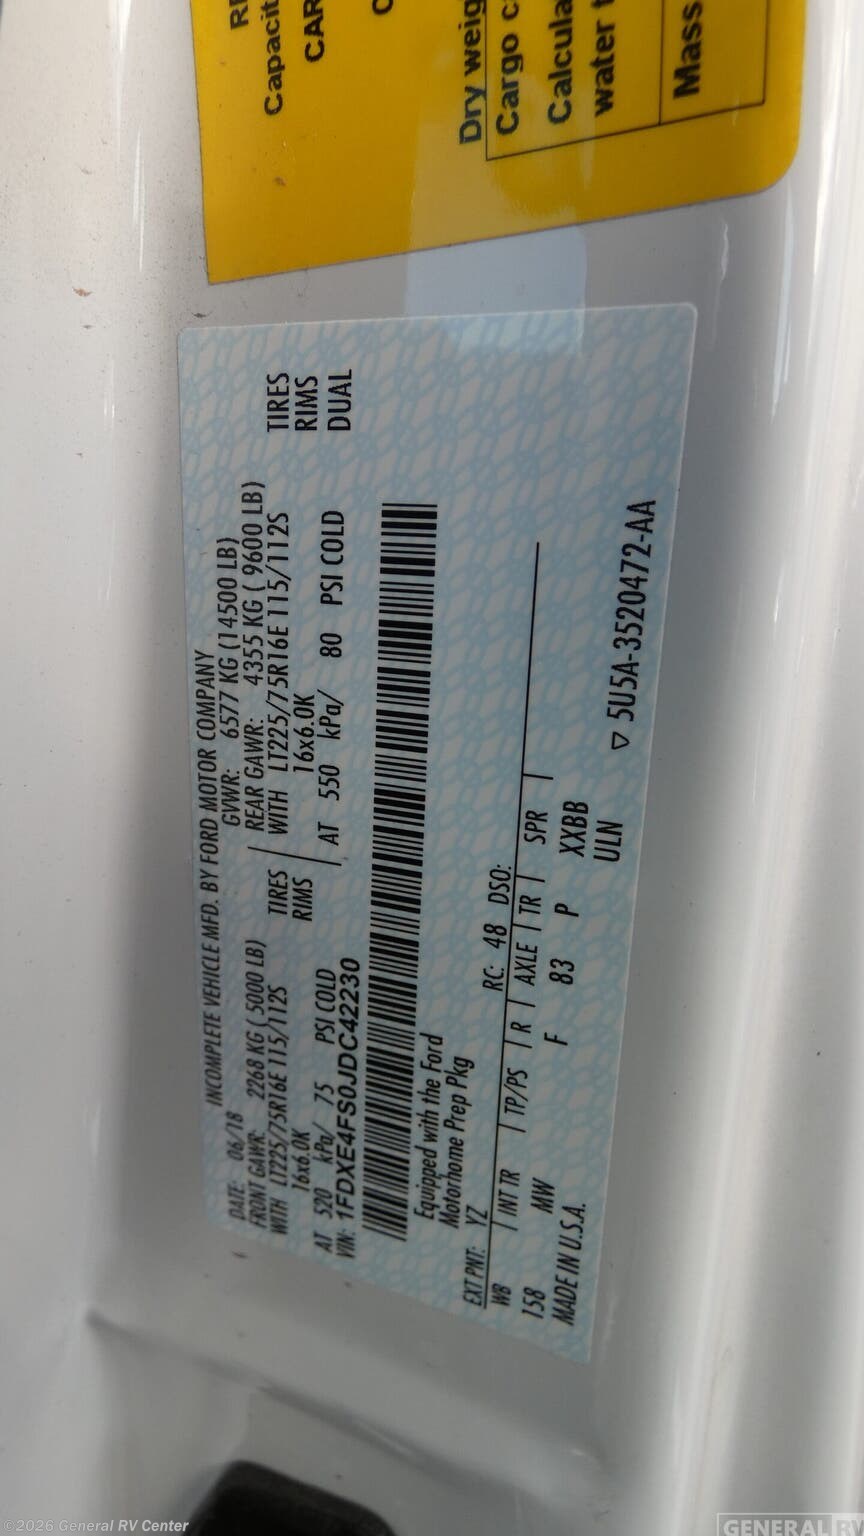 RE
Capacit
CAR
C
Dry weig
Cargo c
Calcula
water t
Mass
INCOMPLETE VEHICLE MFD. BY FORD MOTOR COMPANY
DATE: 06/18 GVWR: 6577 KG (14500 LB)
FRONT GAWR: 2268 KG ( 5000 LB) REAR GAWR: 4355 KG ( 9600 LB)
WITH LT225/75R16E 115/112S TIRES WITH LT225/75R16E 115/112S TIRES
16x6.0K RIMS 16x6.0K RIMS
AT 520 kPa/ 75 PSI COLD AT 550 kPa/ 80 PSI COLD DUAL
VIN: 1FDXE4FS0JDC42230
Equipped with the Ford
Motorhome Prep Pkg
EXT PNT: YZ RC: 48 DSO:
WB INT TR TP/PS R AXLE TR SPR
158 MW F 83 P XXBB
MADE IN U.S.A. ULN
5U5A-3520472-AA
©2026 General RV Center
GENERAL RV